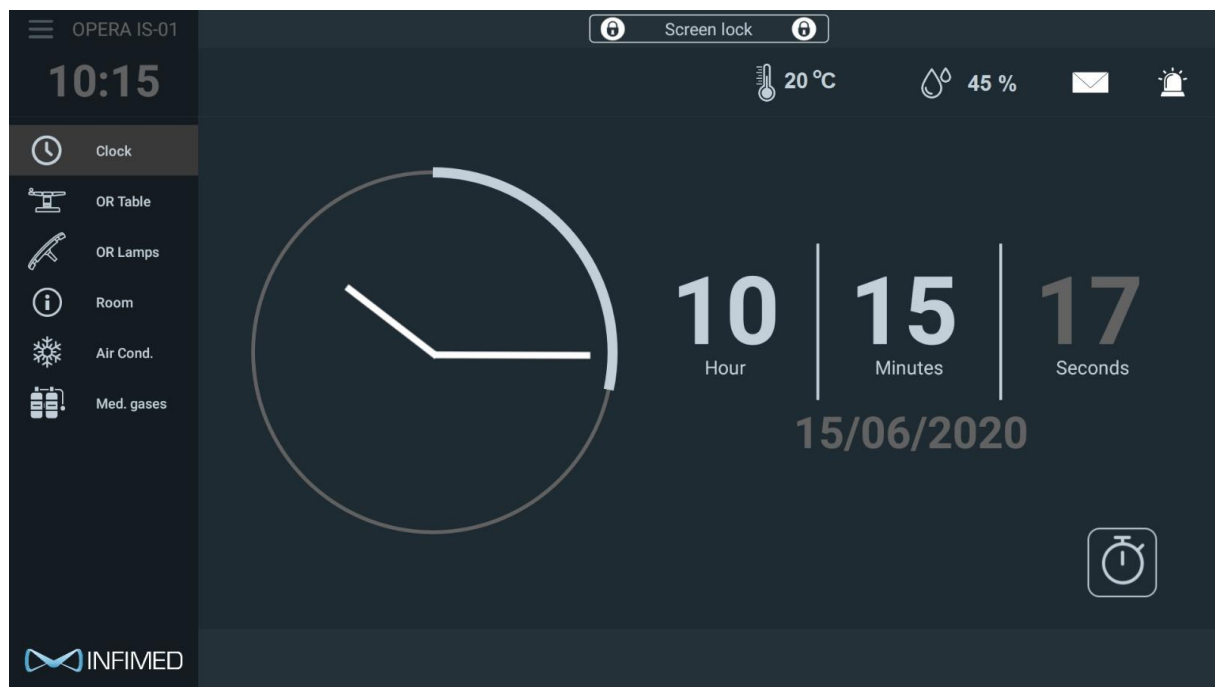 OPERA IS-01
Screen lock
10:15
20 °C
45 %
Clock
OR Table
OR Lamps
Room
Air Cond.
Med. gases
10
15
17
Hour
Minutes
Seconds
15/06/2020
INFIMED